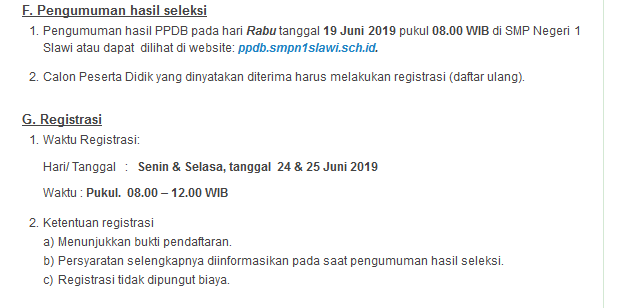 F. Pengumuman hasil seleksi
1. Pengumuman hasil PPDB pada hari Rabu tanggal 19 Juni 2019 pukul 08.00 WIB di SMP Negeri 1
Slawi atau dapat dilihat di website: ppdb.smpn1slawi.sch.id.
2. Calon Peserta Didik yang dinyatakan diterima harus melakukan registrasi (daftar ulang).
G. Registrasi
1. Waktu Registrasi:
Hari/ Tanggal : Senin & Selasa, tanggal 24 & 25 Juni 2019
Waktu : Pukul. 08.00 – 12.00 WIB
2. Ketentuan registrasi
a) Menunjukkan bukti pendaftaran.
b) Persyaratan selengkapnya diinformasikan pada saat pengumuman hasil seleksi.
c) Registrasi tidak dipungut biaya.